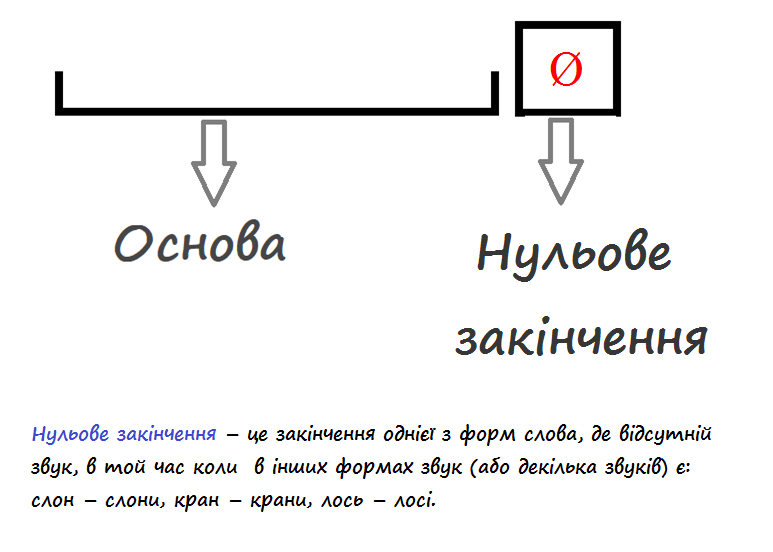 Ø
Основа
Нульове
закінчення
Нульове закінчення – це закінчення однієї з форм слова, де відсутній
звук, в той час коли в інших формах звук (або декілька звуків) є:
слон – слони, кран – крани, лось – лосі.